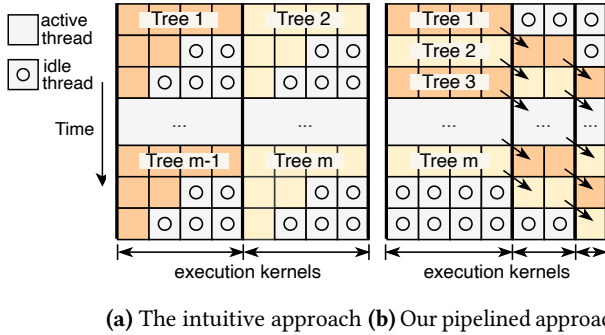 active
thread
idle
thread
Time
Tree 1
Tree 2
...
...
Tree m-1
Tree m
execution kernels
Tree 1
Tree 2
Tree 3
...
...
...
Tree m
execution kernels
(a) The intuitive approach (b) Our pipelined approac